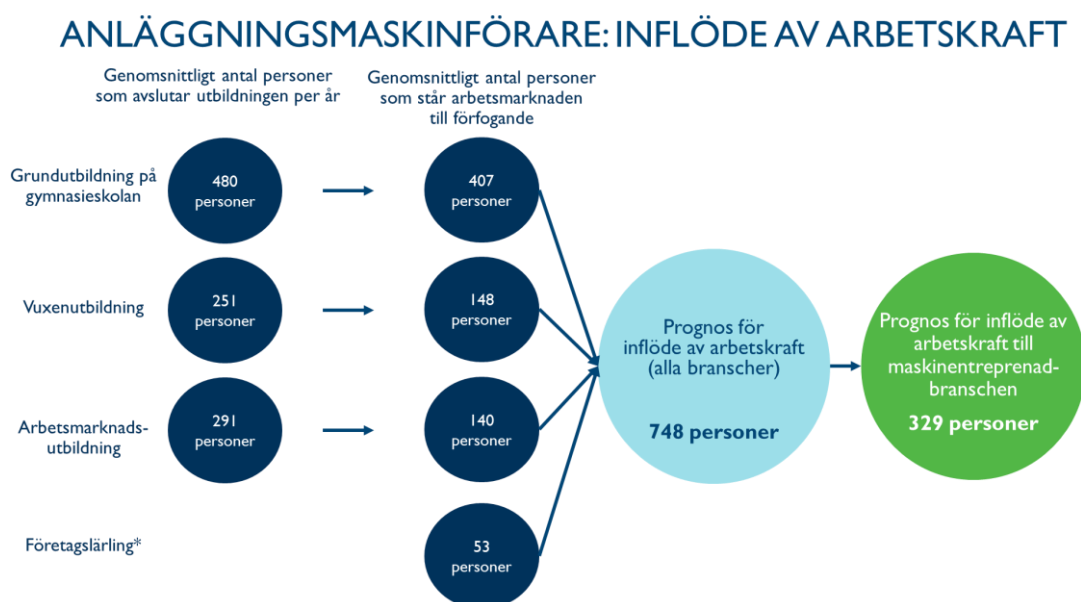 ANLÄGGNINGSMASKINFÖRARE: INFLÖDE AV ARBETSKRAFT
Genomsnittligt antal personer
som avslutar utbildningen per år
Genomsnittligt antal personer
som står arbetsmarknaden
till förfogande
Grundutbildning på
gymnasieskolan
480
personer
407
personer
Vuxenutbildning
251
personer
148
personer
Arbetsmarknads-
utbildning
291
personer
140
personer
Företagslärling*
53
personer
Prognos för
inflöde av arbetskraft
(alla branscher)
748 personer
Prognos för inflöde av
arbetskraft till
maskinentreprenad-
branschen
329 personer